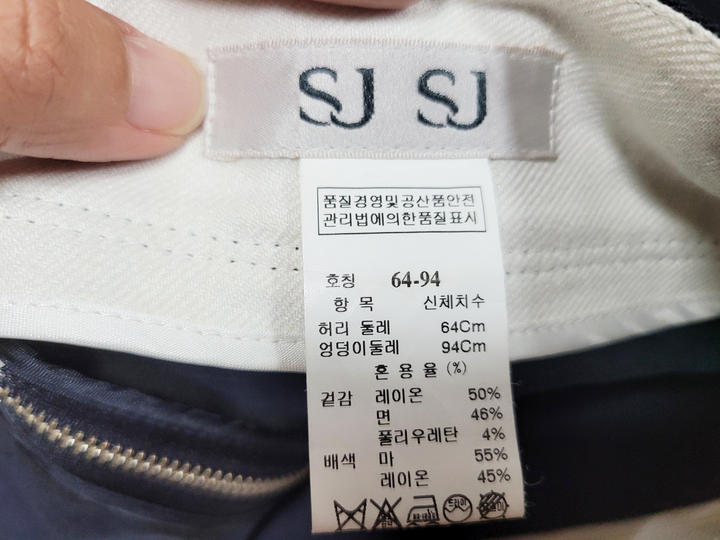 SJ SJ
품질경영및공산품안전
관리법에의한품질표시
호칭 64-94
항 목 신체치수
허리 둘레 64Cm
엉덩이둘레 94Cm
혼 용 율 (%)
겉감 레이온 50%
면 46%
폴리우레탄 4%
배색 마 55%
레이온 45%
드라이